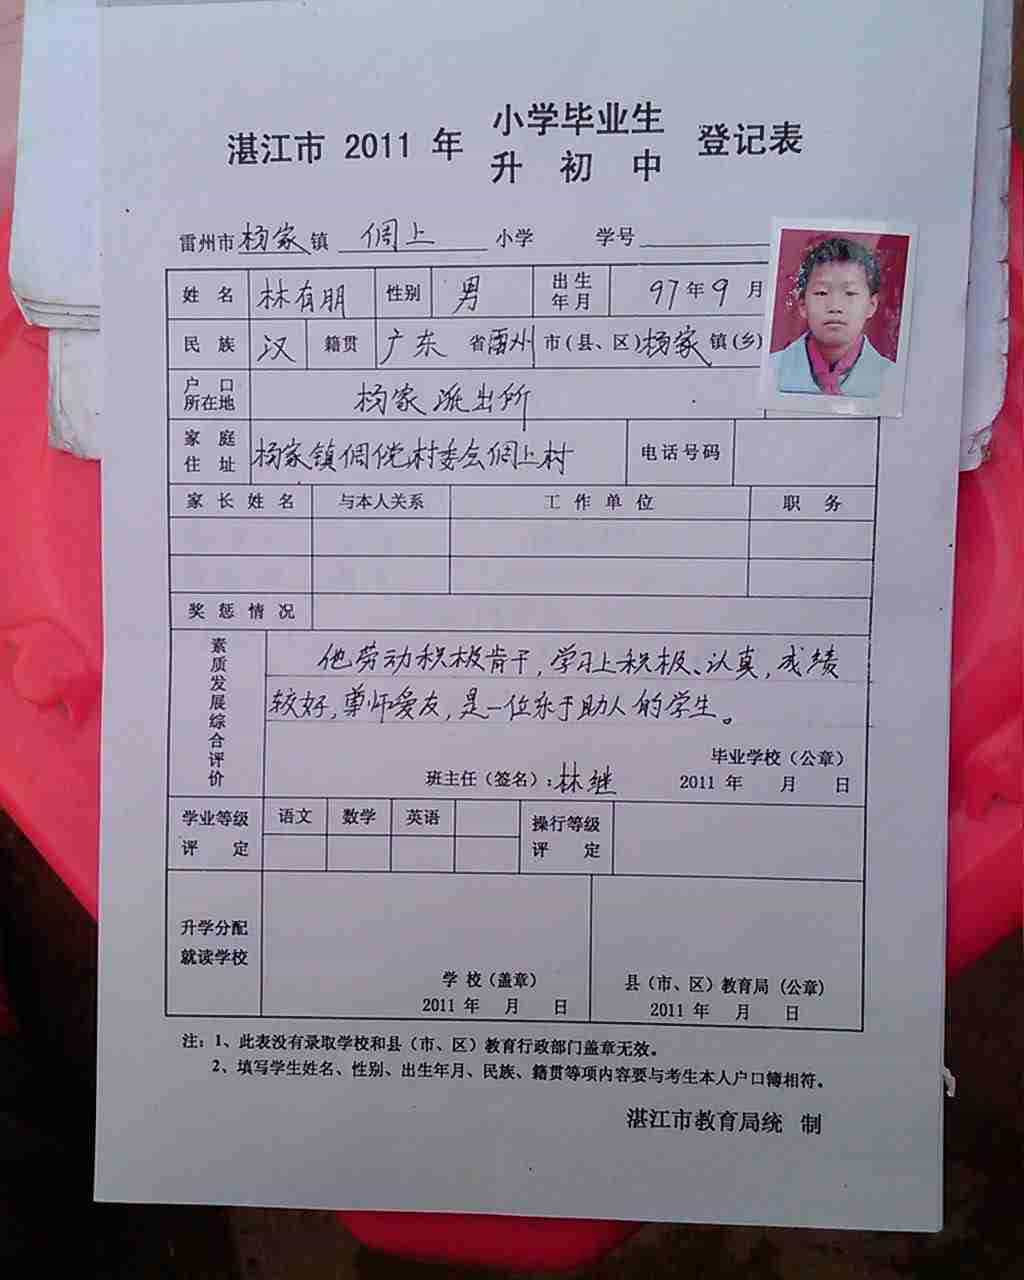 湛江市 2011 年 小学毕业生 登记表
升 初 中
雷州市 杨家 镇 倜上 小学 学号
姓 名 林有朋 性别 男 出生年月 97 年 9 月
民 族 汉 籍贯 广东 省 雷州 市(县、区) 杨家 镇(乡)
户口所在地 杨家派出所
家庭住址 杨家镇 村委会 上村 电话号码
家长姓名 与本人关系 工作单位 职务
奖惩情况
素质发展综合评价
他劳动积极肯干,学习上积极、认真,成绩
较好,尊师爱友,是一位乐于助人的学生。
毕业学校(公章)
班主任(签名):林继 2011 年 月 日
学业等级评定 语文 数学 英语 操行等级评定
升学分配
就读学校
学校(盖章) 县(市、区)教育局(公章)
2011 年 月 日 2011 年 月 日
注:1、此表没有录取学校和县(市、区)教育行政部门盖章无效。
2、填写学生姓名、性别、出生年月、民族、籍贯等项内容要与考生本人户口簿相符。
湛江市教育局统 制